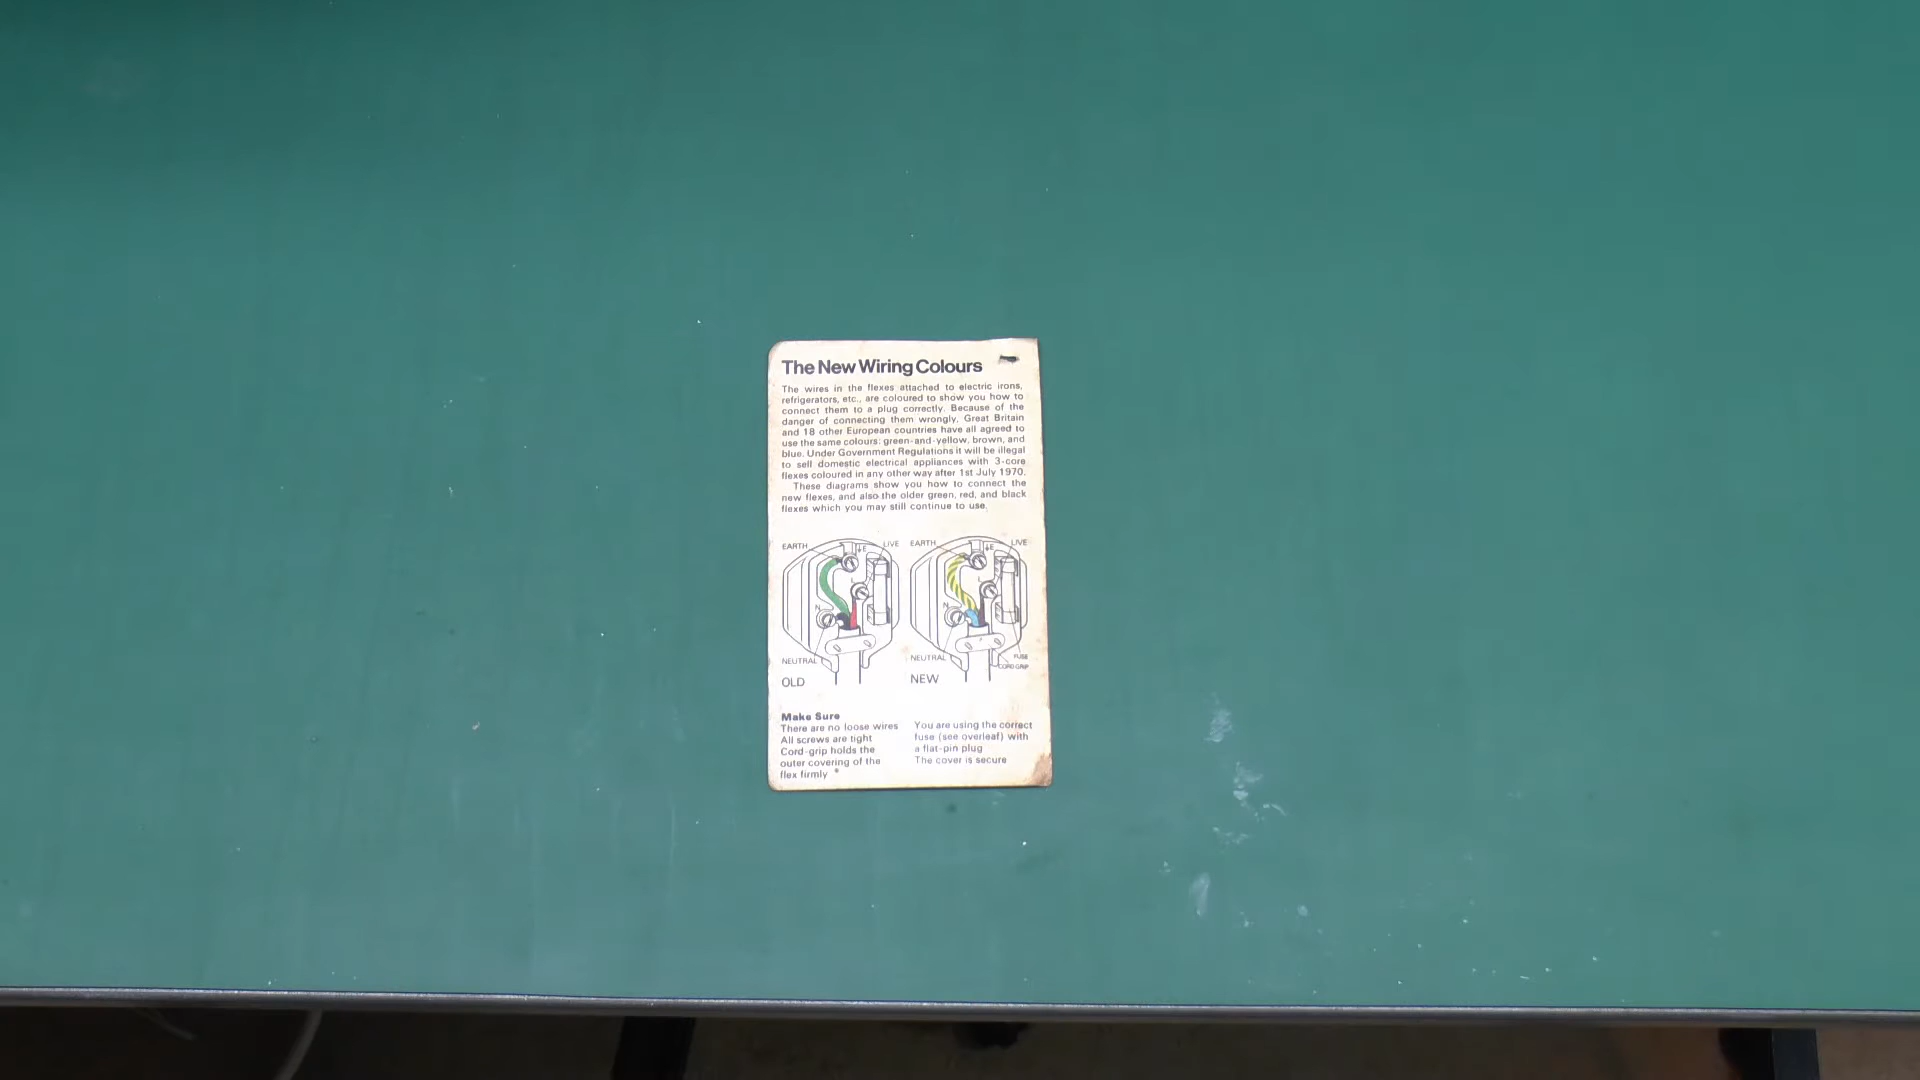 The New Wiring Colours
The wires in the flexes attached to electric irons,
refrigerators, etc., are coloured to show you how to
connect them to a plug correctly. Because of the
danger of connecting them wrongly, Great Britain
and 18 other European countries have all agreed to
use the same colours: green-and-yellow, brown, and
blue. Under Government Regulations it will be illegal
to sell domestic electrical appliances with 3-core
flexes coloured in any other way after 1st July 1970.
These diagrams show you how to connect the
new flexes, and also the older green, red, and black
flexes which you may still continue to use.
EARTH
E
LIVE
L
N
NEUTRAL
OLD
EARTH
E
LIVE
L
N
NEUTRAL
FUSE
CORD GRIP
NEW
Make Sure
There are no loose wires
All screws are tight
Cord-grip holds the
outer covering of the
flex firmly
You are using the correct
fuse (see overleaf) with
a flat-pin plug
The cover is secure